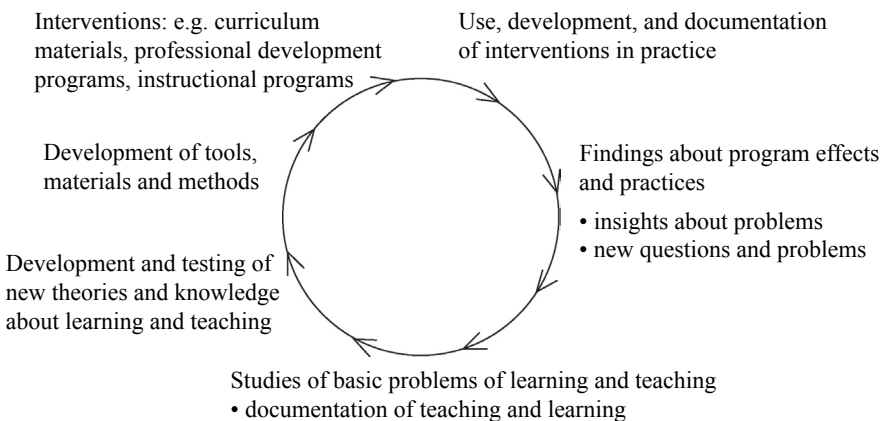 Interventions: e.g. curriculum
materials, professional development
programs, instructional programs
Use, development, and documentation
of interventions in practice
Findings about program effects
and practices
• insights about problems
• new questions and problems
Studies of basic problems of learning and teaching
• documentation of teaching and learning
Development and testing of
new theories and knowledge
about learning and teaching
Development of tools,
materials and methods